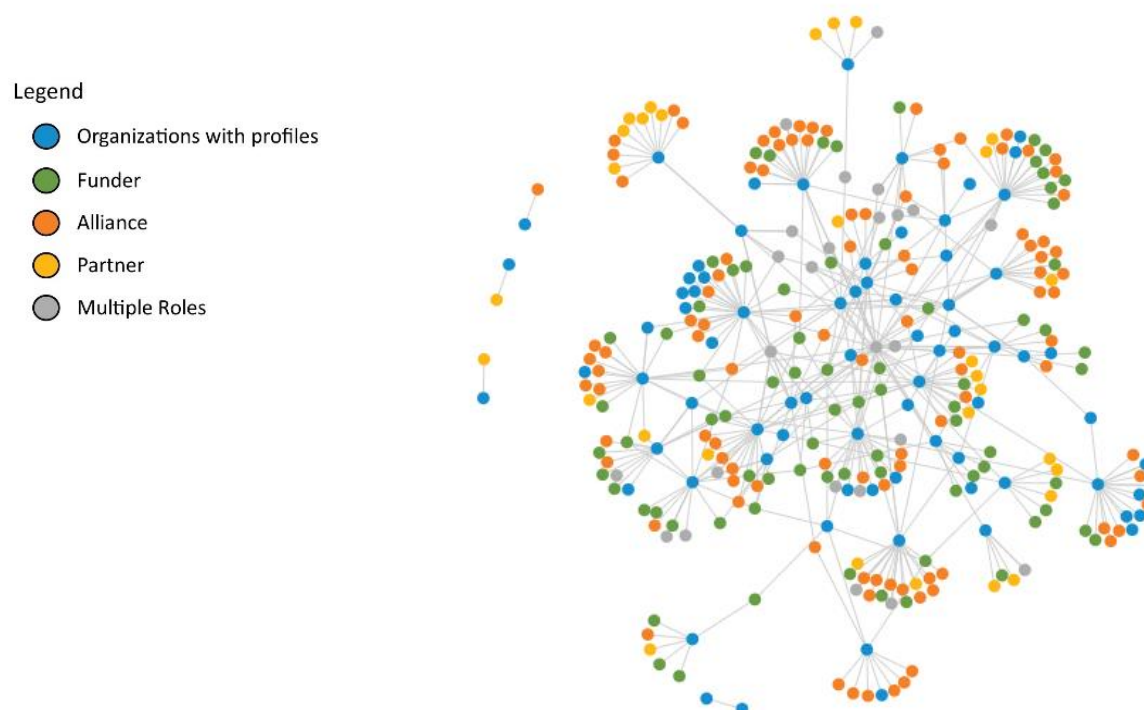 Legend
Organizations with profiles
Funder
Alliance
Partner
Multiple Roles